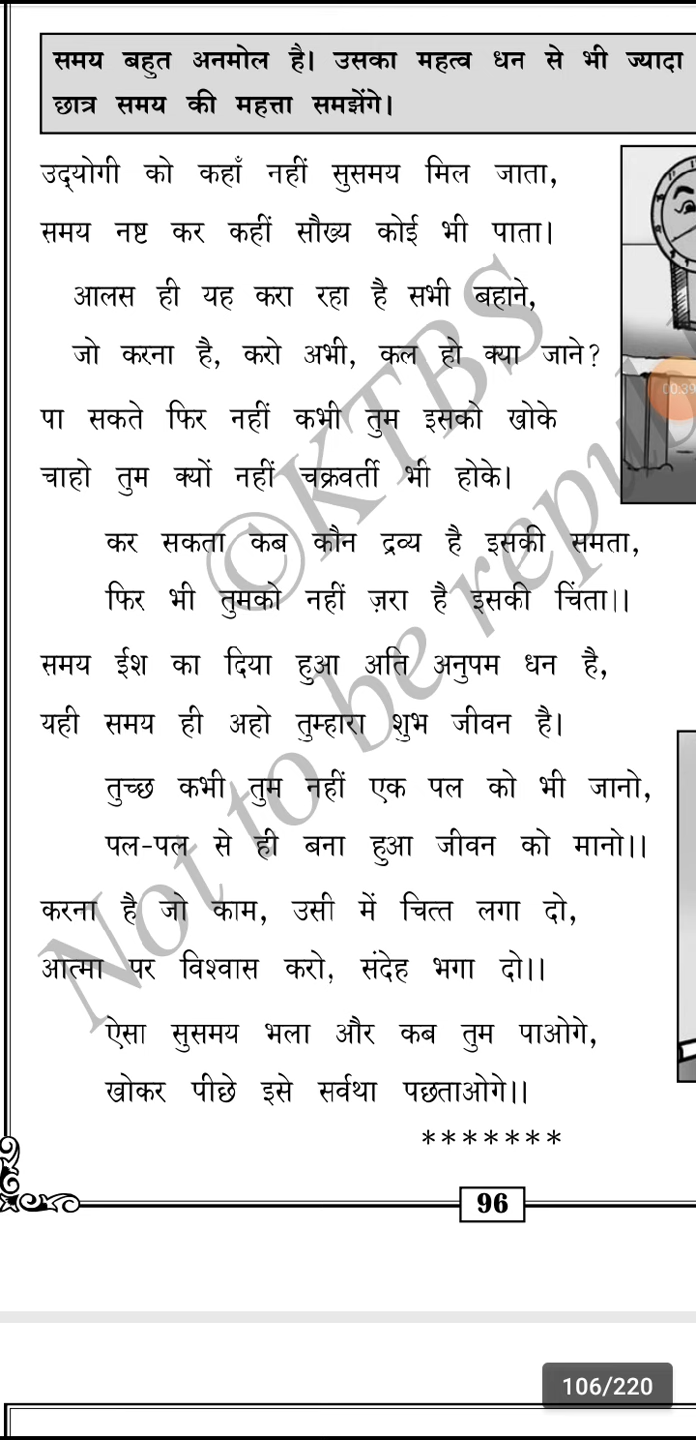 समय बहुत अनमोल है। उसका महत्व धन से भी ज्यादा
छात्र समय की महत्ता समझेंगे।
उद्योगी को कहाँ नहीं सुसमय मिल जाता,
समय नष्ट कर कहीं सौख्य कोई भी पाता।
आलस ही यह करा रहा है सभी बहाने,
जो करना है, करो अभी, कल हो क्या जाने?
00:39
पा सकते फिर नहीं कभी तुम इसको खोके
चाहो तुम क्यों नहीं चक्रवर्ती भी होके।
कर सकता कब कौन द्रव्य है इसकी समता,
फिर भी तुमको नहीं ज़रा है इसकी चिंता।।
समय ईश का दिया हुआ अति अनुपम धन है,
यही समय ही अहो तुम्हारा शुभ जीवन है।
तुच्छ कभी तुम नहीं एक पल को भी जानो,
पल-पल से ही बना हुआ जीवन को मानो।।
करना है जो काम, उसी में चित्त लगा दो,
आत्मा पर विश्वास करो, संदेह भगा दो।।
ऐसा सुसमय भला और कब तुम पाओगे,
खोकर पीछे इसे सर्वथा पछताओगे।।
*******
©KTBS
Not to be repu
96
106/220